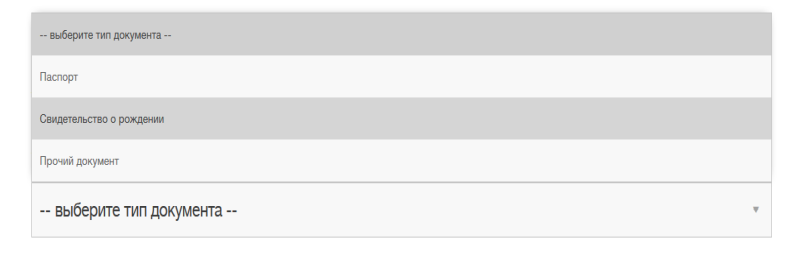 -- выберите тип документа --
Паспорт
Свидетельство о рождении
Прочий документ
-- выберите тип документа --